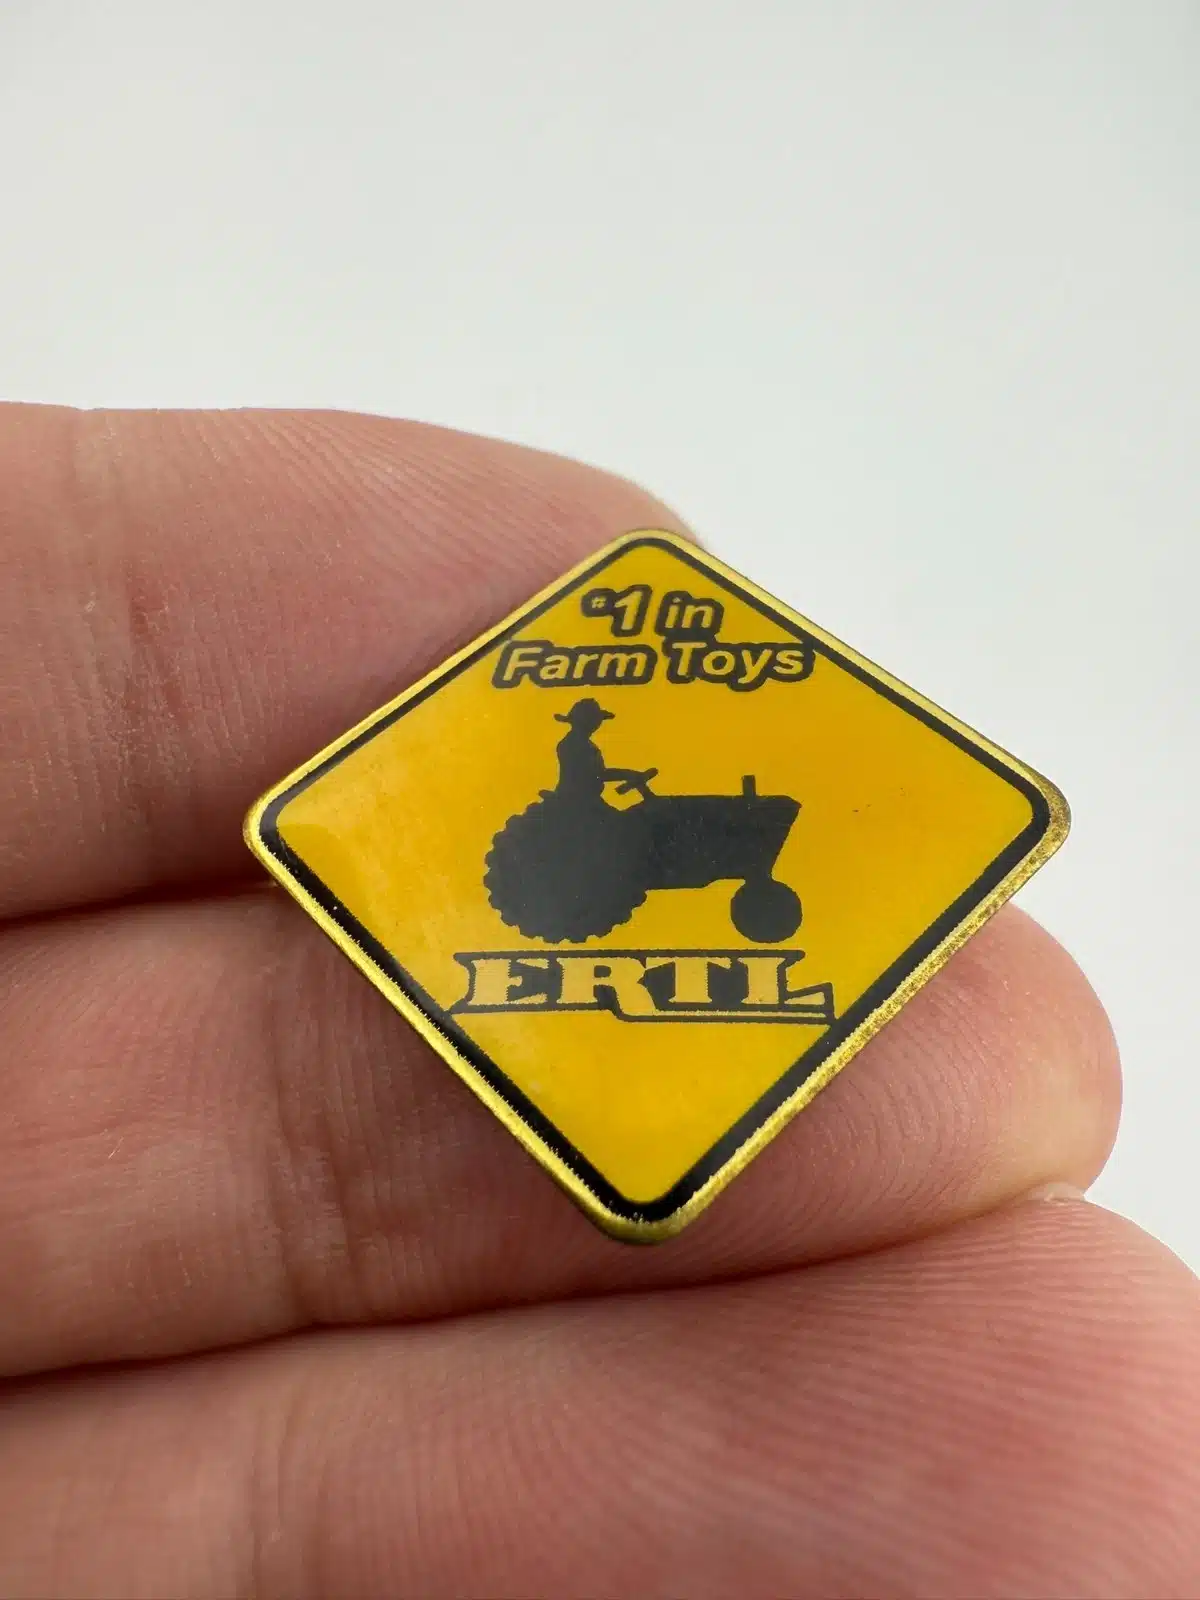 #1 in
Farm Toys
ERTL